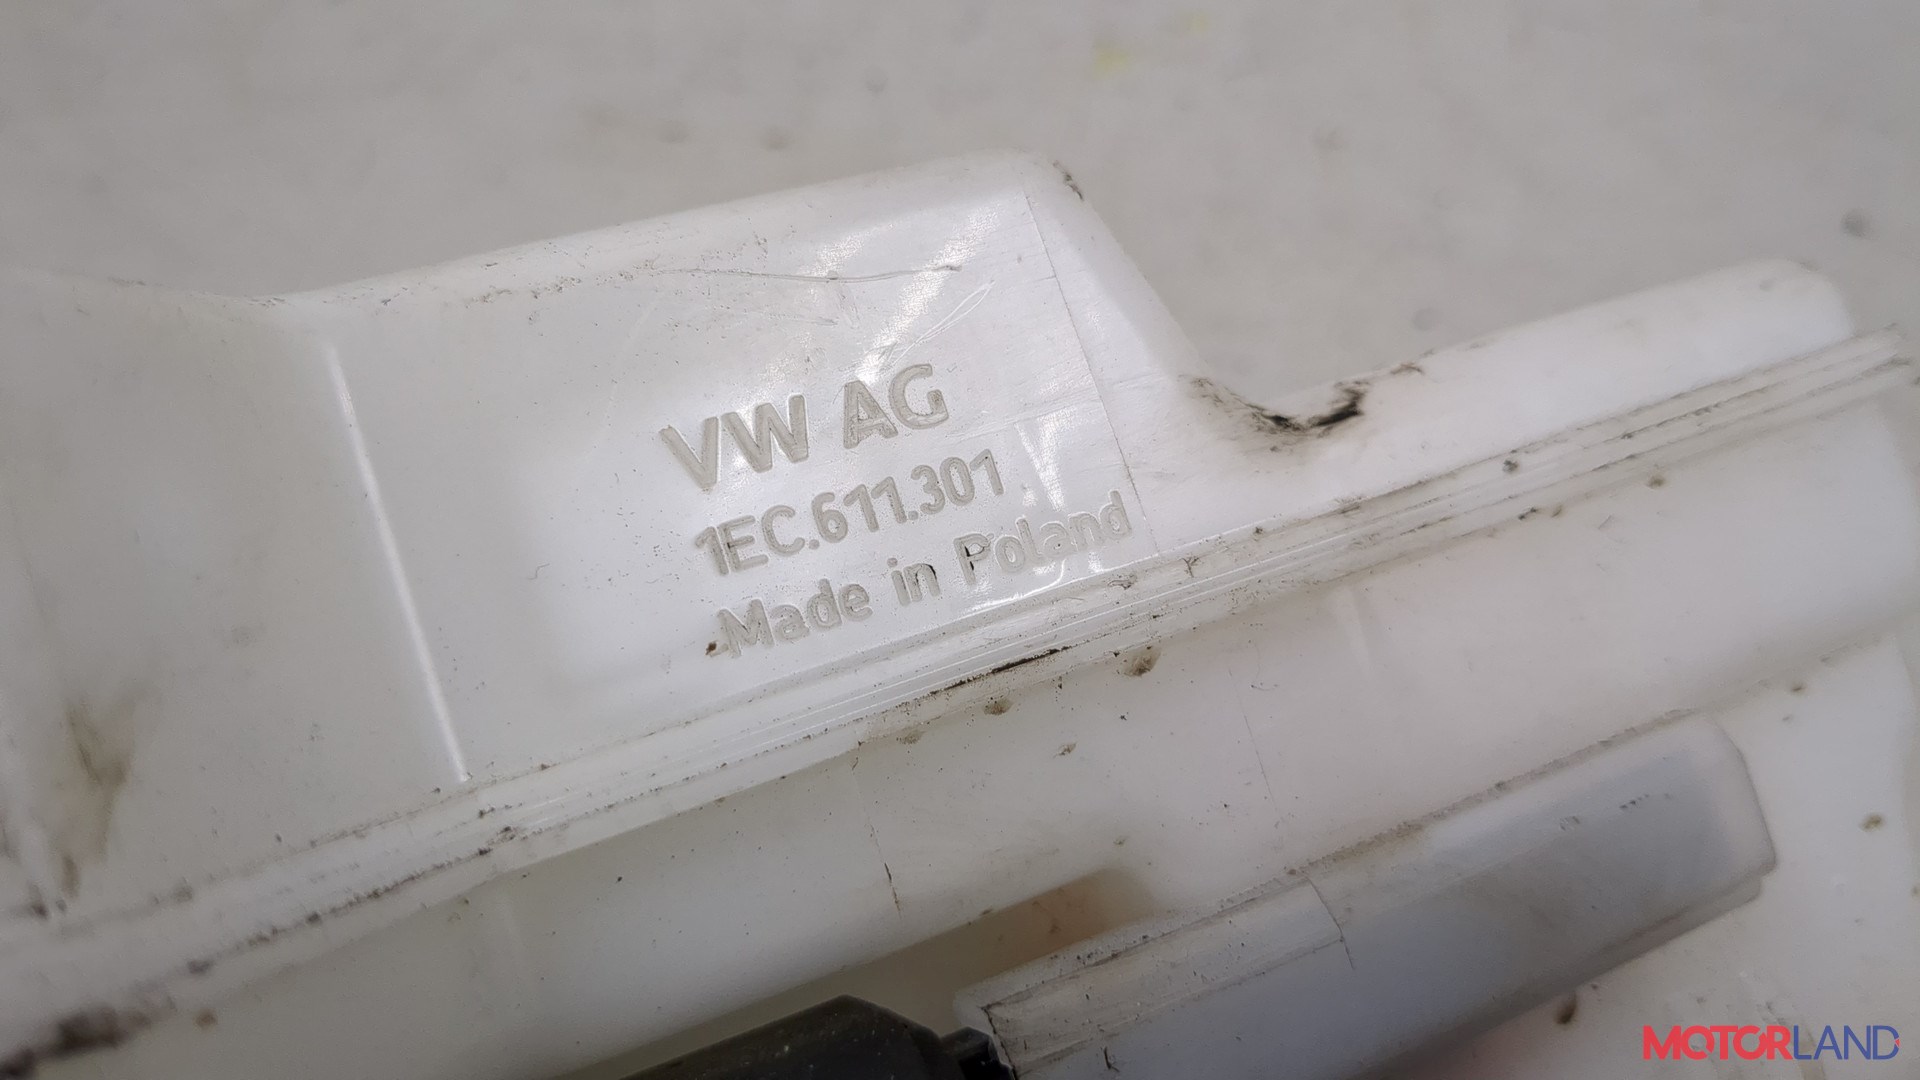 VW AG
1EC.611.301
Made in Poland
MOTORLAND